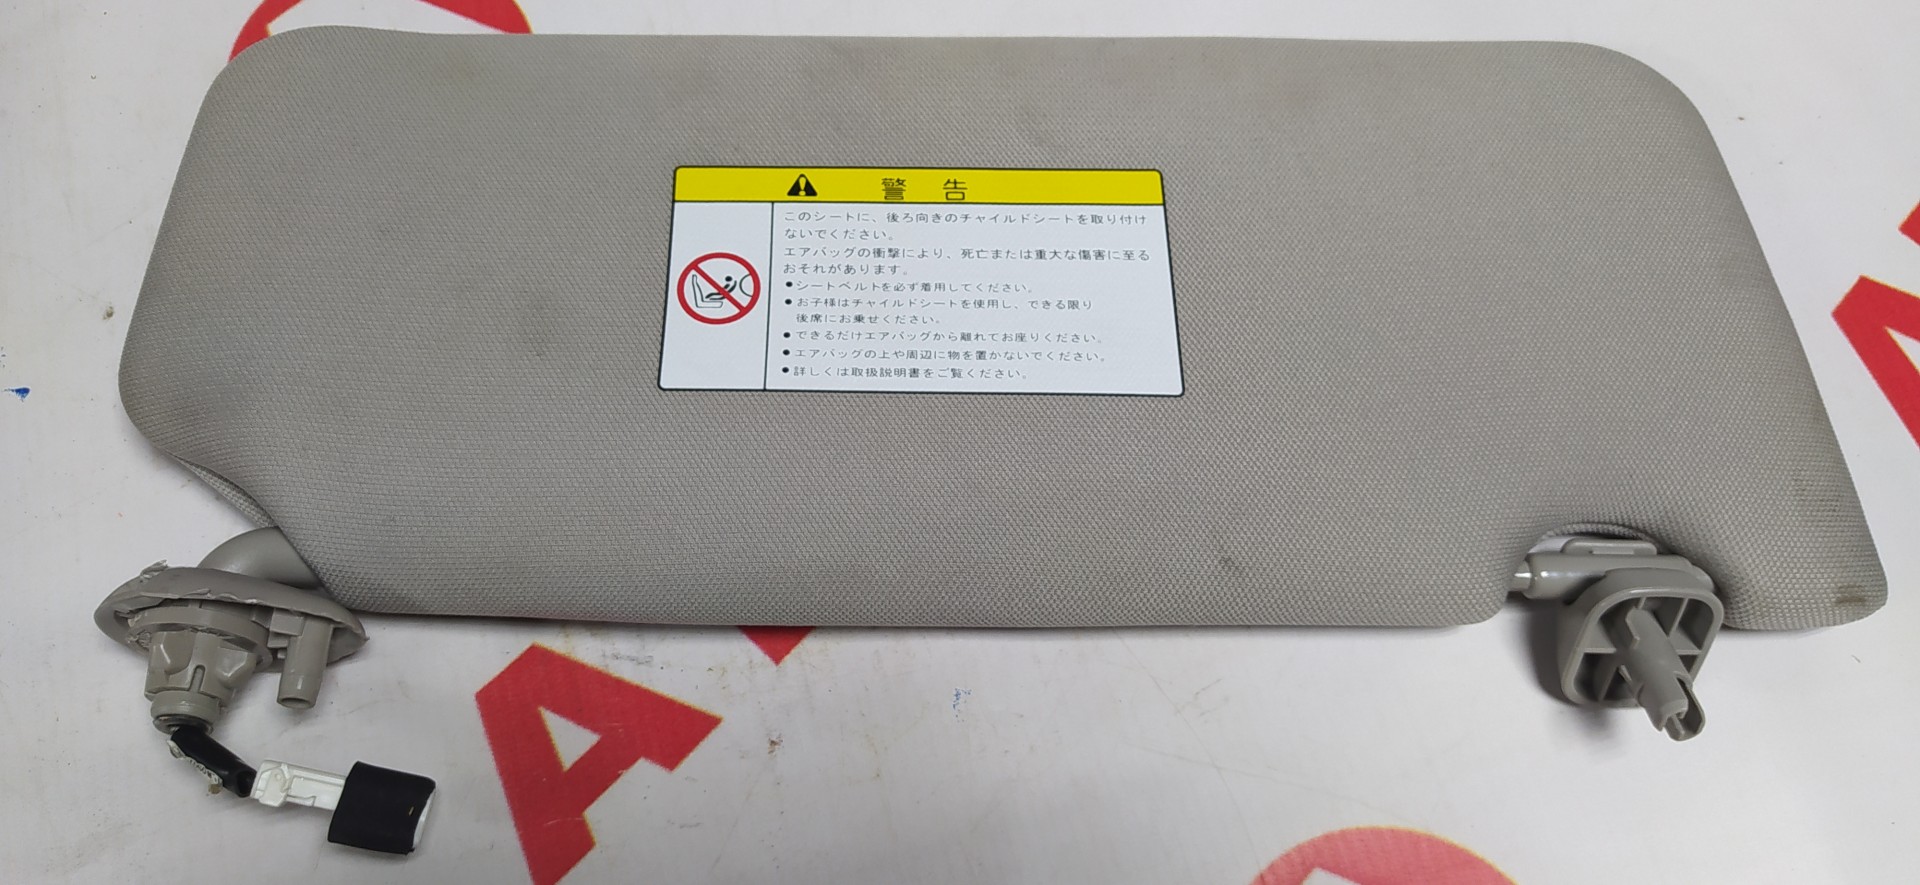 警告
このシートに、後ろ向きのチャイルドシートを取り付け
ないでください。
エアバッグの衝撃により、死亡または重大な傷害に至る
おそれがあります。
●シートベルトを必ず着用してください。
●お子様はチャイルドシートを使用し、できる限り
後席にお乗せください。
●できるだけエアバッグから離れてお座りください。
●エアバッグの上や周辺に物を置かないでください。
●詳しくは取扱説明書をご覧ください。